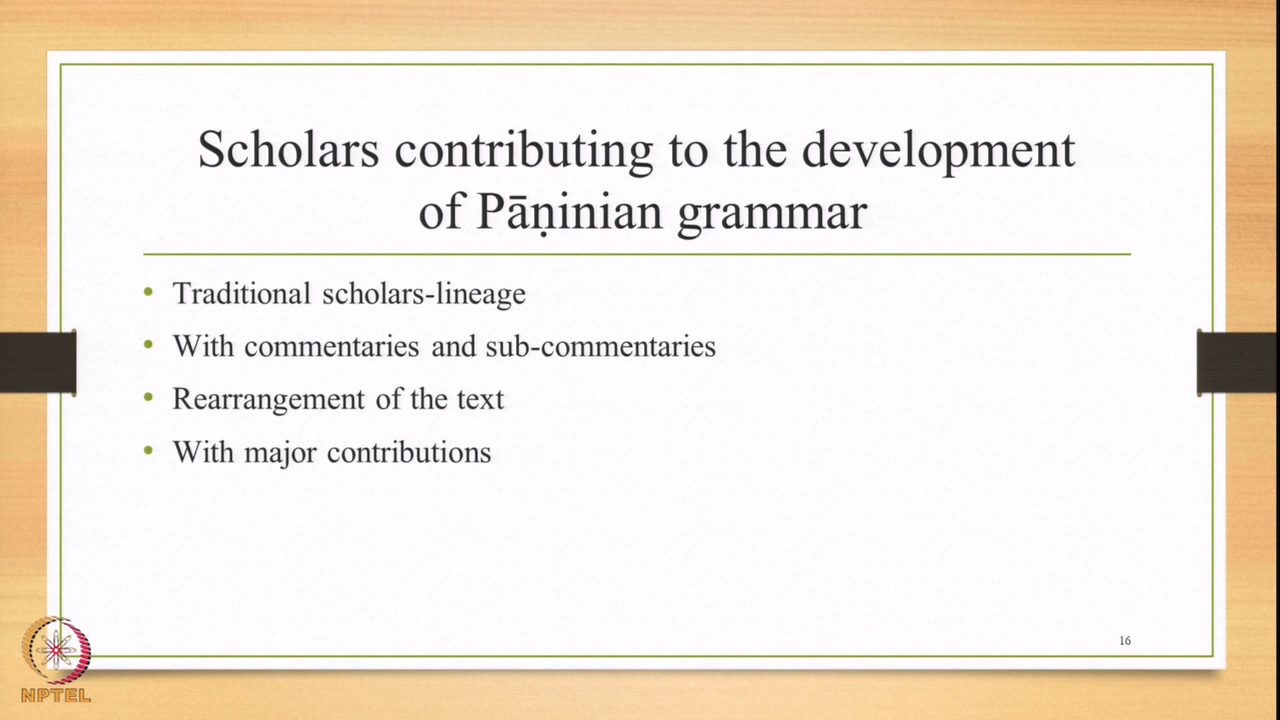 Scholars contributing to the development
of Pāṇinian grammar
• Traditional scholars-lineage
• With commentaries and sub-commentaries
• Rearrangement of the text
• With major contributions
16
NPTEL